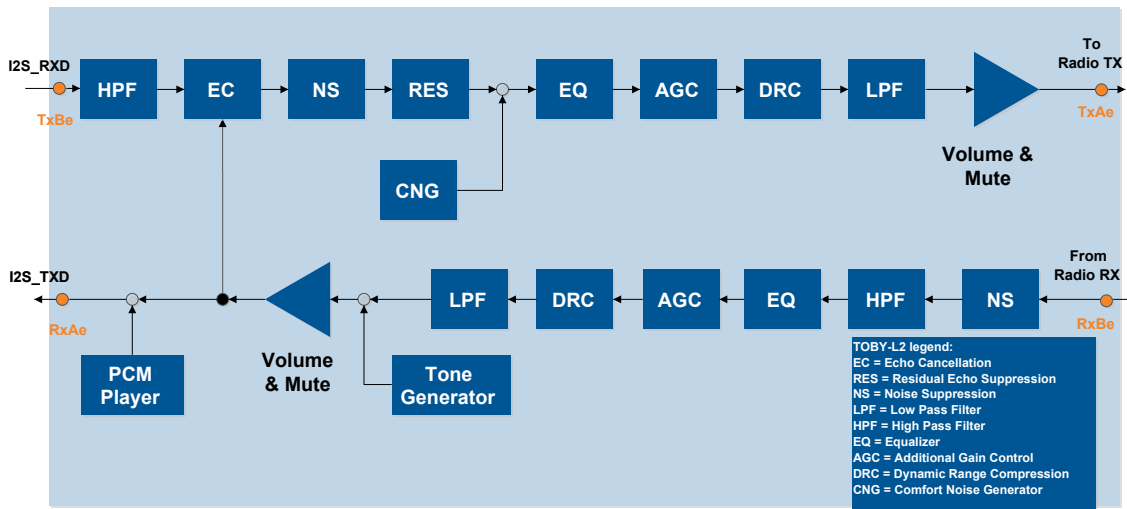 I2S_RXD
TxBe
HPF
EC
NS
RES
EQ
AGC
DRC
LPF
To
Radio TX
TxAe
Volume &
Mute
CNG
I2S_TXD
RxAe
LPF
DRC
AGC
EQ
HPF
NS
From
Radio RX
RxBe
Volume
& Mute
PCM
Player
Tone
Generator
TOBY-L2 legend:
EC = Echo Cancellation
RES = Residual Echo Suppression
NS = Noise Suppression
LPF = Low Pass Filter
HPF = High Pass Filter
EQ = Equalizer
AGC = Additional Gain Control
DRC = Dynamic Range Compression
CNG = Comfort Noise Generator